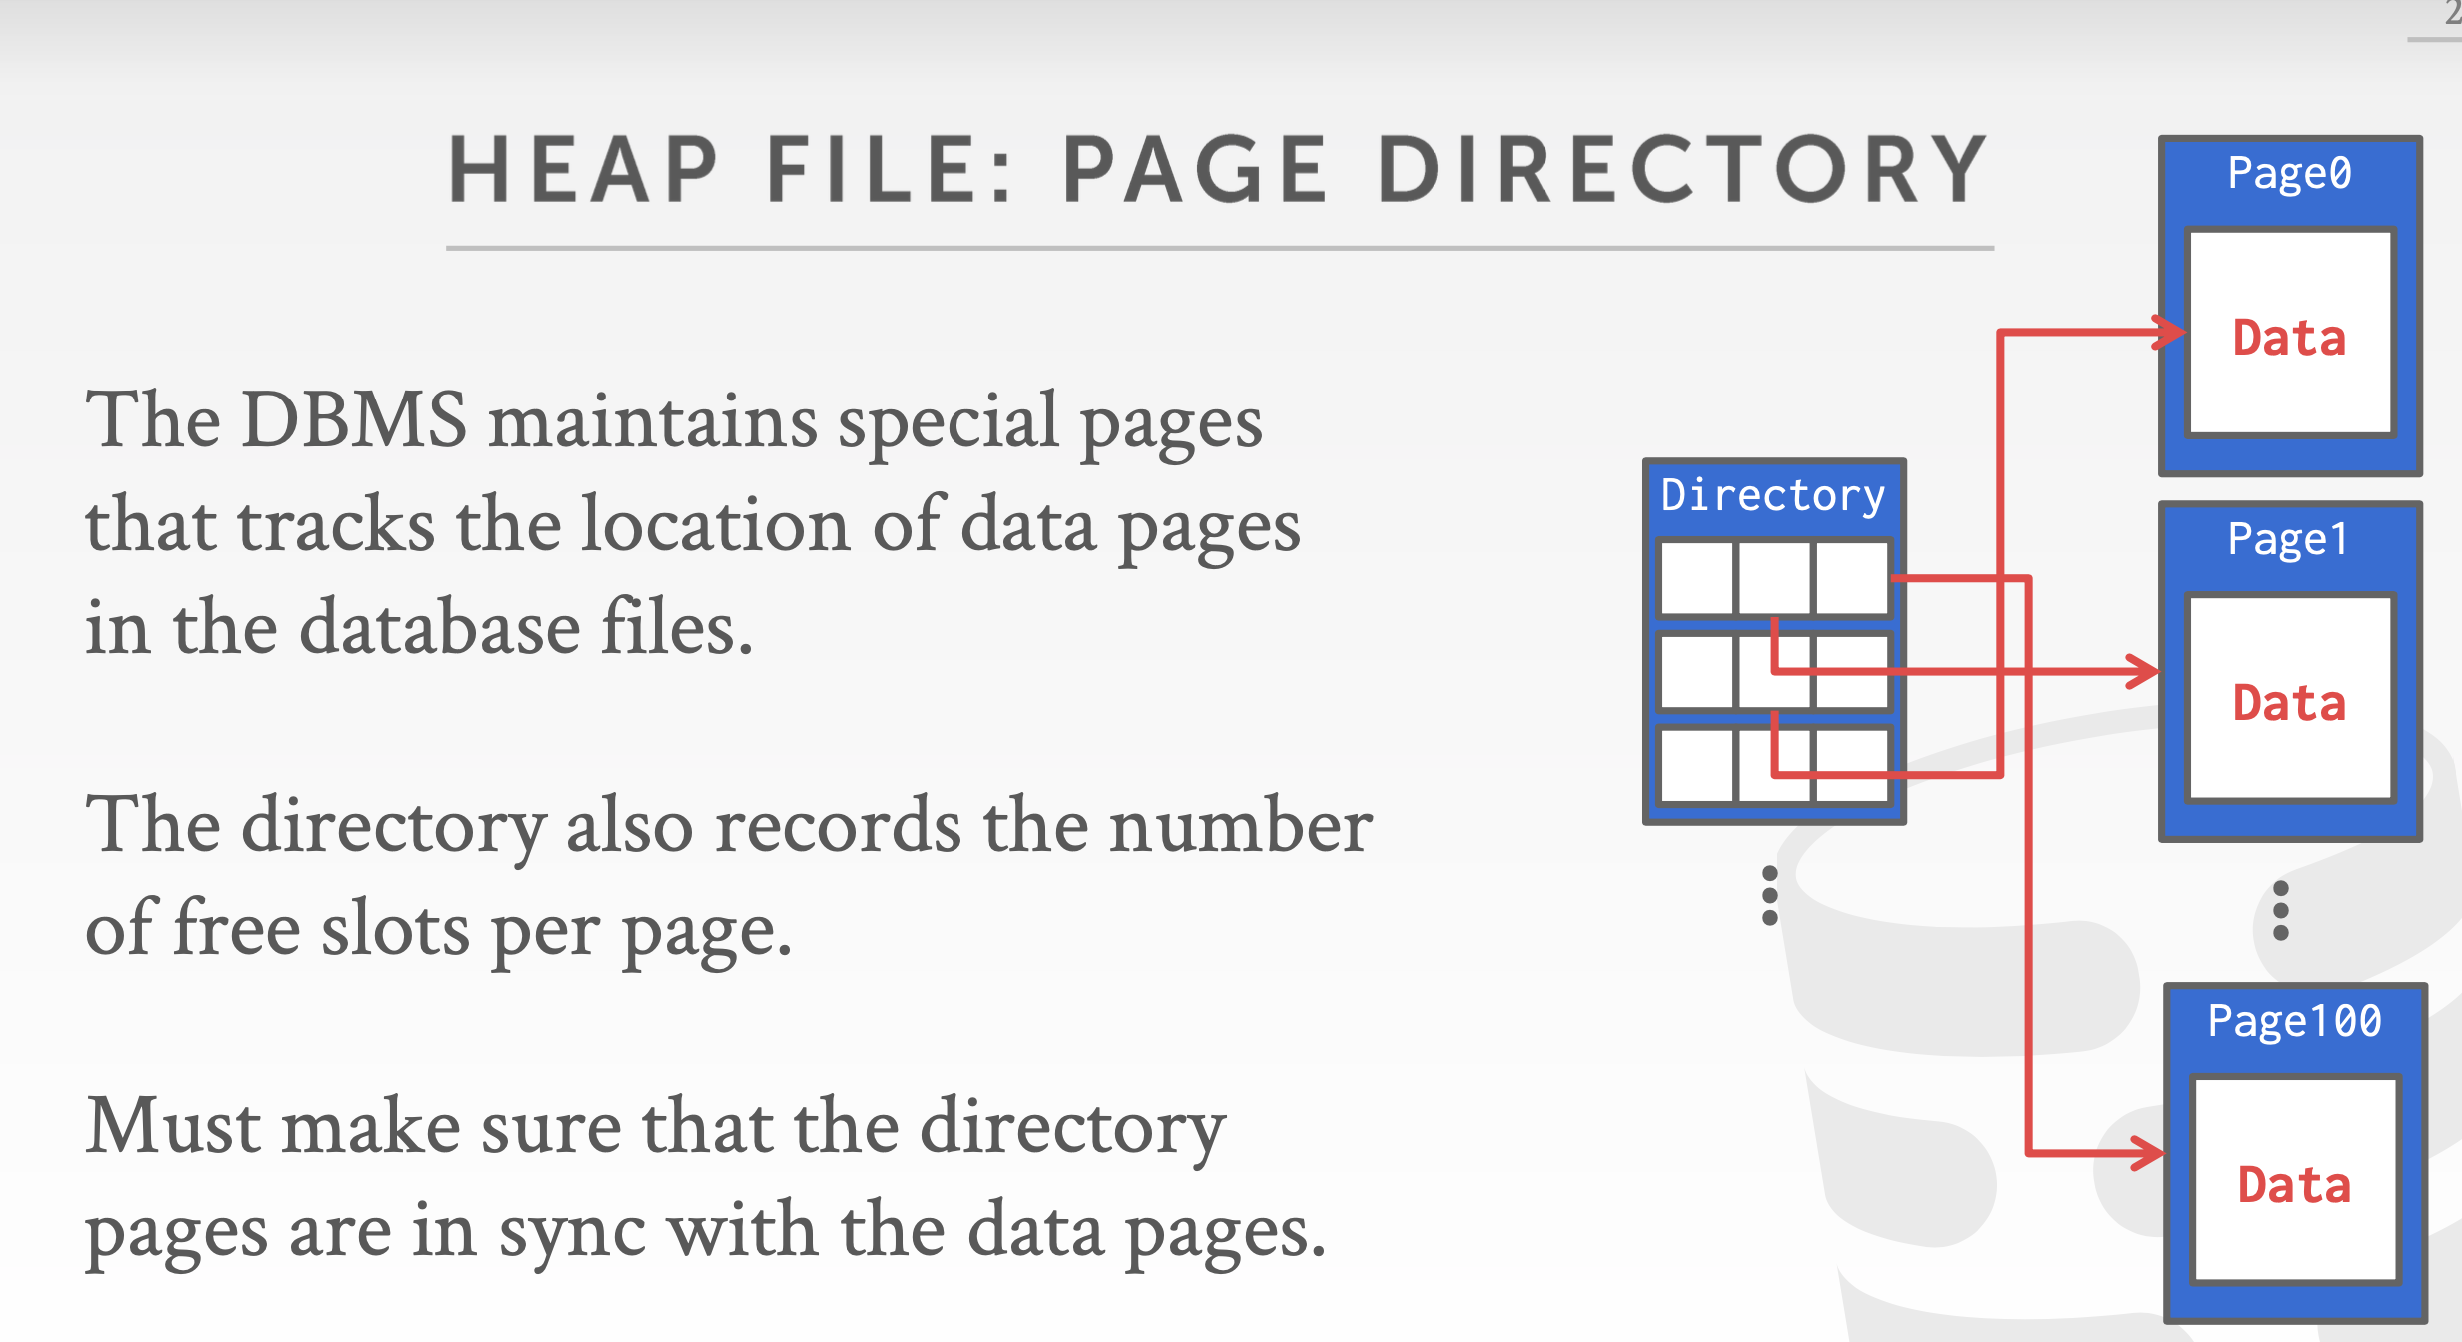 2
HEAP FILE: PAGE DIRECTORY
The DBMS maintains special pages
that tracks the location of data pages
in the database files.
The directory also records the number
of free slots per page.
Must make sure that the directory
pages are in sync with the data pages.
Directory
Page0
Data
Page1
Data
Page100
Data